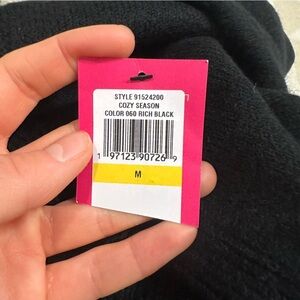 STYLE 91524200
COZY SEASON
COLOR 060 RICH BLACK
1 97123 90726 9
M